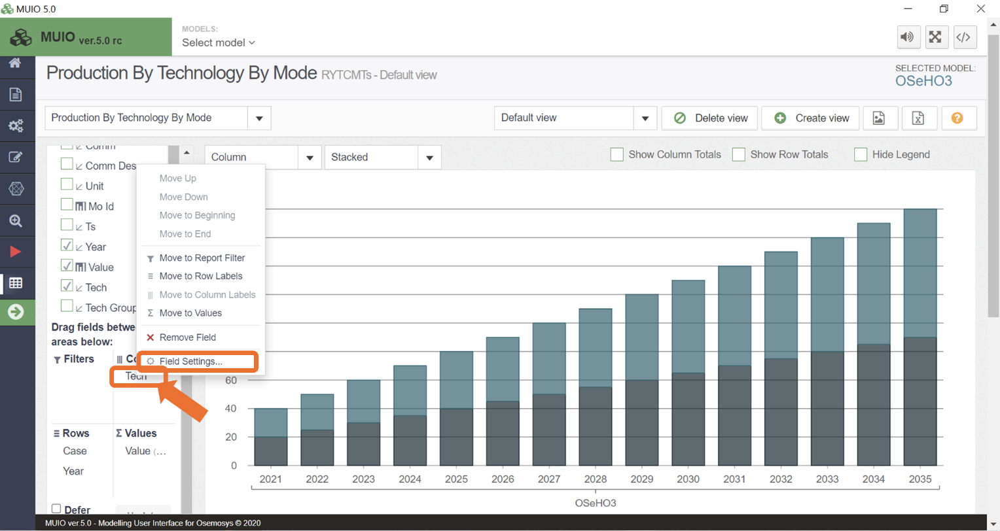 MUIO 5.0
MUIO ver.5.0 rc
MODELS:
Select model
Production By Technology By Mode RYTCMTs - Default view
SELECTED MODEL:
OSeHO3
Production By Technology By Mode
Default view
Delete view
Create view
Comm
Comm Des
Unit
Mo Id
Ts
Year
Value
Tech
Tech Group
Drag fields betwe
areas below:
Filters
Co
Tech
Rows
Case
Year
Σ Values
Value (...
Defer
Column
Stacked
Show Column Totals
Show Row Totals
Hide Legend
Move Up
Move Down
Move to Beginning
Move to End
Move to Report Filter
Move to Row Labels
Move to Column Labels
Σ Move to Values
Remove Field
Field Settings...
60
40
20
0
2021 2022 2023 2024 2025 2026 2027 2028 2029 2030 2031 2032 2033 2034 2035
OSeHO3
MUIO ver.5.0 - Modelling User Interface for Osemosys © 2020